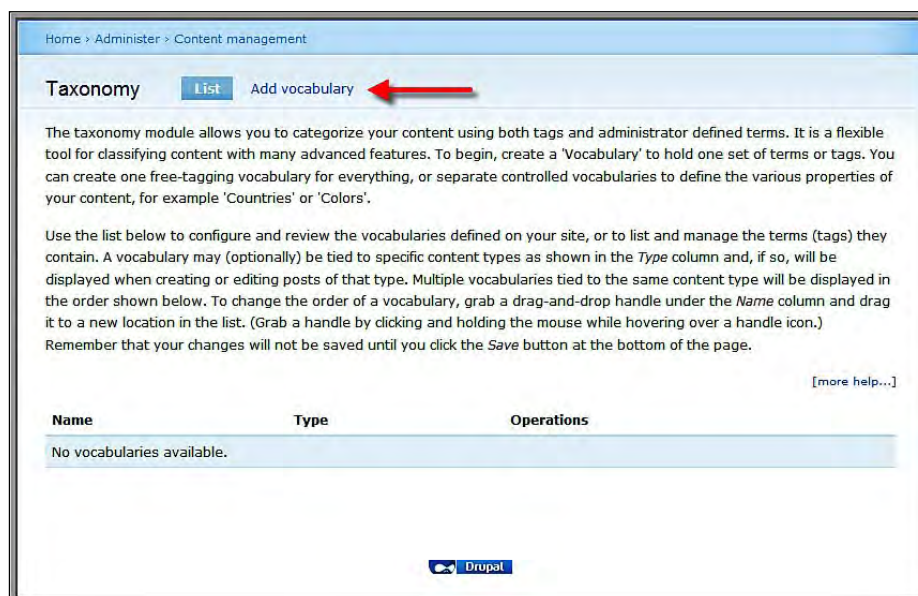 Home › Administer › Content management
Taxonomy List Add vocabulary
The taxonomy module allows you to categorize your content using both tags and administrator defined terms. It is a flexible
tool for classifying content with many advanced features. To begin, create a 'Vocabulary' to hold one set of terms or tags. You
can create one free-tagging vocabulary for everything, or separate controlled vocabularies to define the various properties of
your content, for example 'Countries' or 'Colors'.
Use the list below to configure and review the vocabularies defined on your site, or to list and manage the terms (tags) they
contain. A vocabulary may (optionally) be tied to specific content types as shown in the Type column and, if so, will be
displayed when creating or editing posts of that type. Multiple vocabularies tied to the same content type will be displayed in
the order shown below. To change the order of a vocabulary, grab a drag-and-drop handle under the Name column and drag
it to a new location in the list. (Grab a handle by clicking and holding the mouse while hovering over a handle icon.)
Remember that your changes will not be saved until you click the Save button at the bottom of the page.
[more help...]
Name Type Operations
No vocabularies available.
Drupal